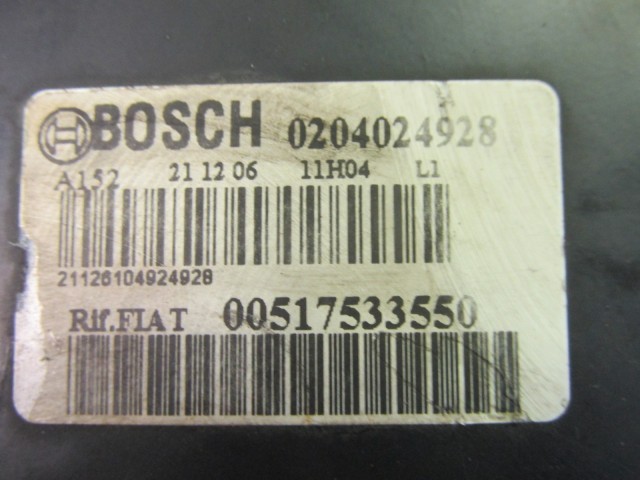 BOSCH 0204024928
A152 21 12 06 11H04 L1
21126104924928
Rif.FIAT 00517533550